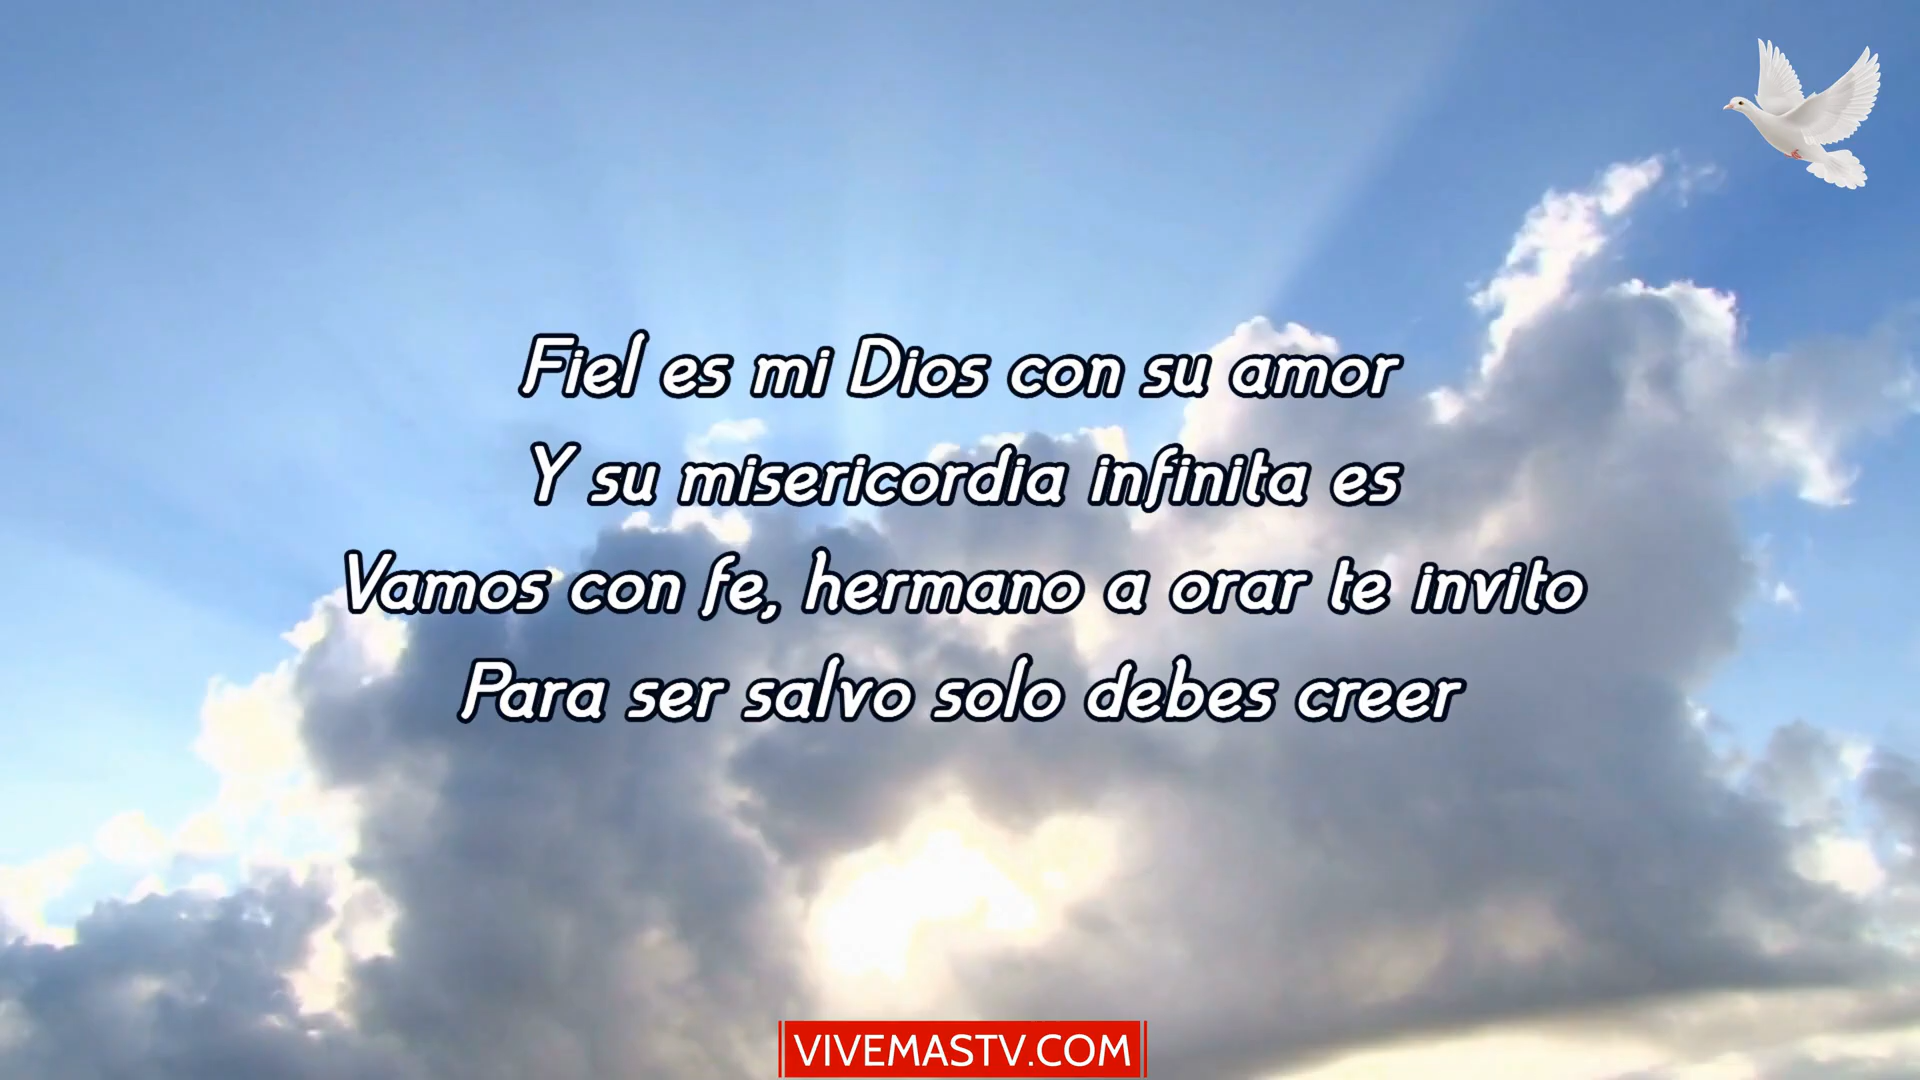 Fiel es mi Dios con su amor
Y su misericordia infinita es
Vamos con fe, hermano a orar te invito
Para ser salvo solo debes creer
VIVEMASTV.COM